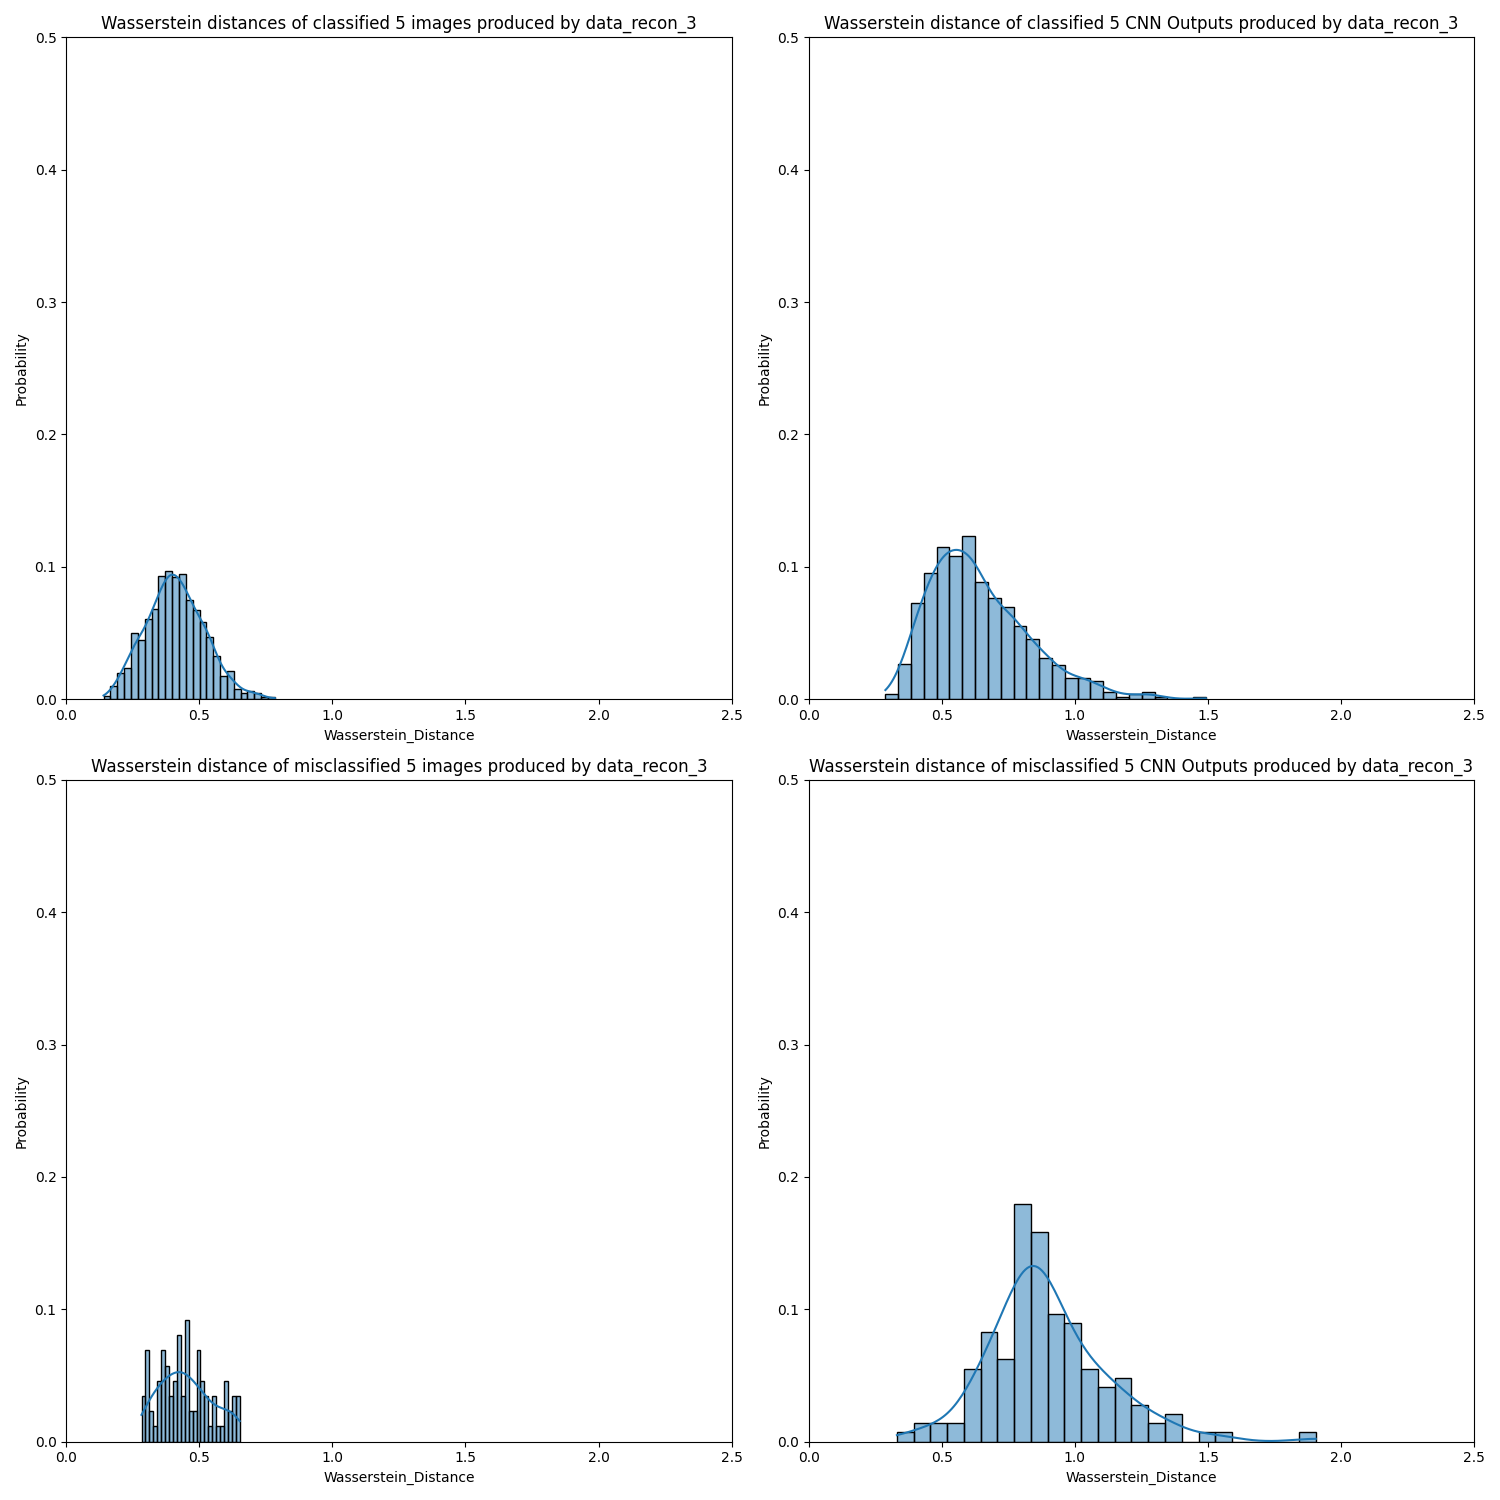 Wasserstein distances of classified 5 images produced by data_recon_3
0.5
0.4
0.3
0.2
0.1
0.0
Probability
0.0 0.5 1.0 1.5 2.0 2.5
Wasserstein_Distance
Wasserstein distance of classified 5 CNN Outputs produced by data_recon_3
0.5
0.4
0.3
0.2
0.1
0.0
Probability
0.0 0.5 1.0 1.5 2.0 2.5
Wasserstein_Distance
Wasserstein distance of misclassified 5 images produced by data_recon_3
0.5
0.4
0.3
0.2
0.1
0.0
Probability
0.0 0.5 1.0 1.5 2.0 2.5
Wasserstein_Distance
Wasserstein distance of misclassified 5 CNN Outputs produced by data_recon_3
0.5
0.4
0.3
0.2
0.1
0.0
Probability
0.0 0.5 1.0 1.5 2.0 2.5
Wasserstein_Distance